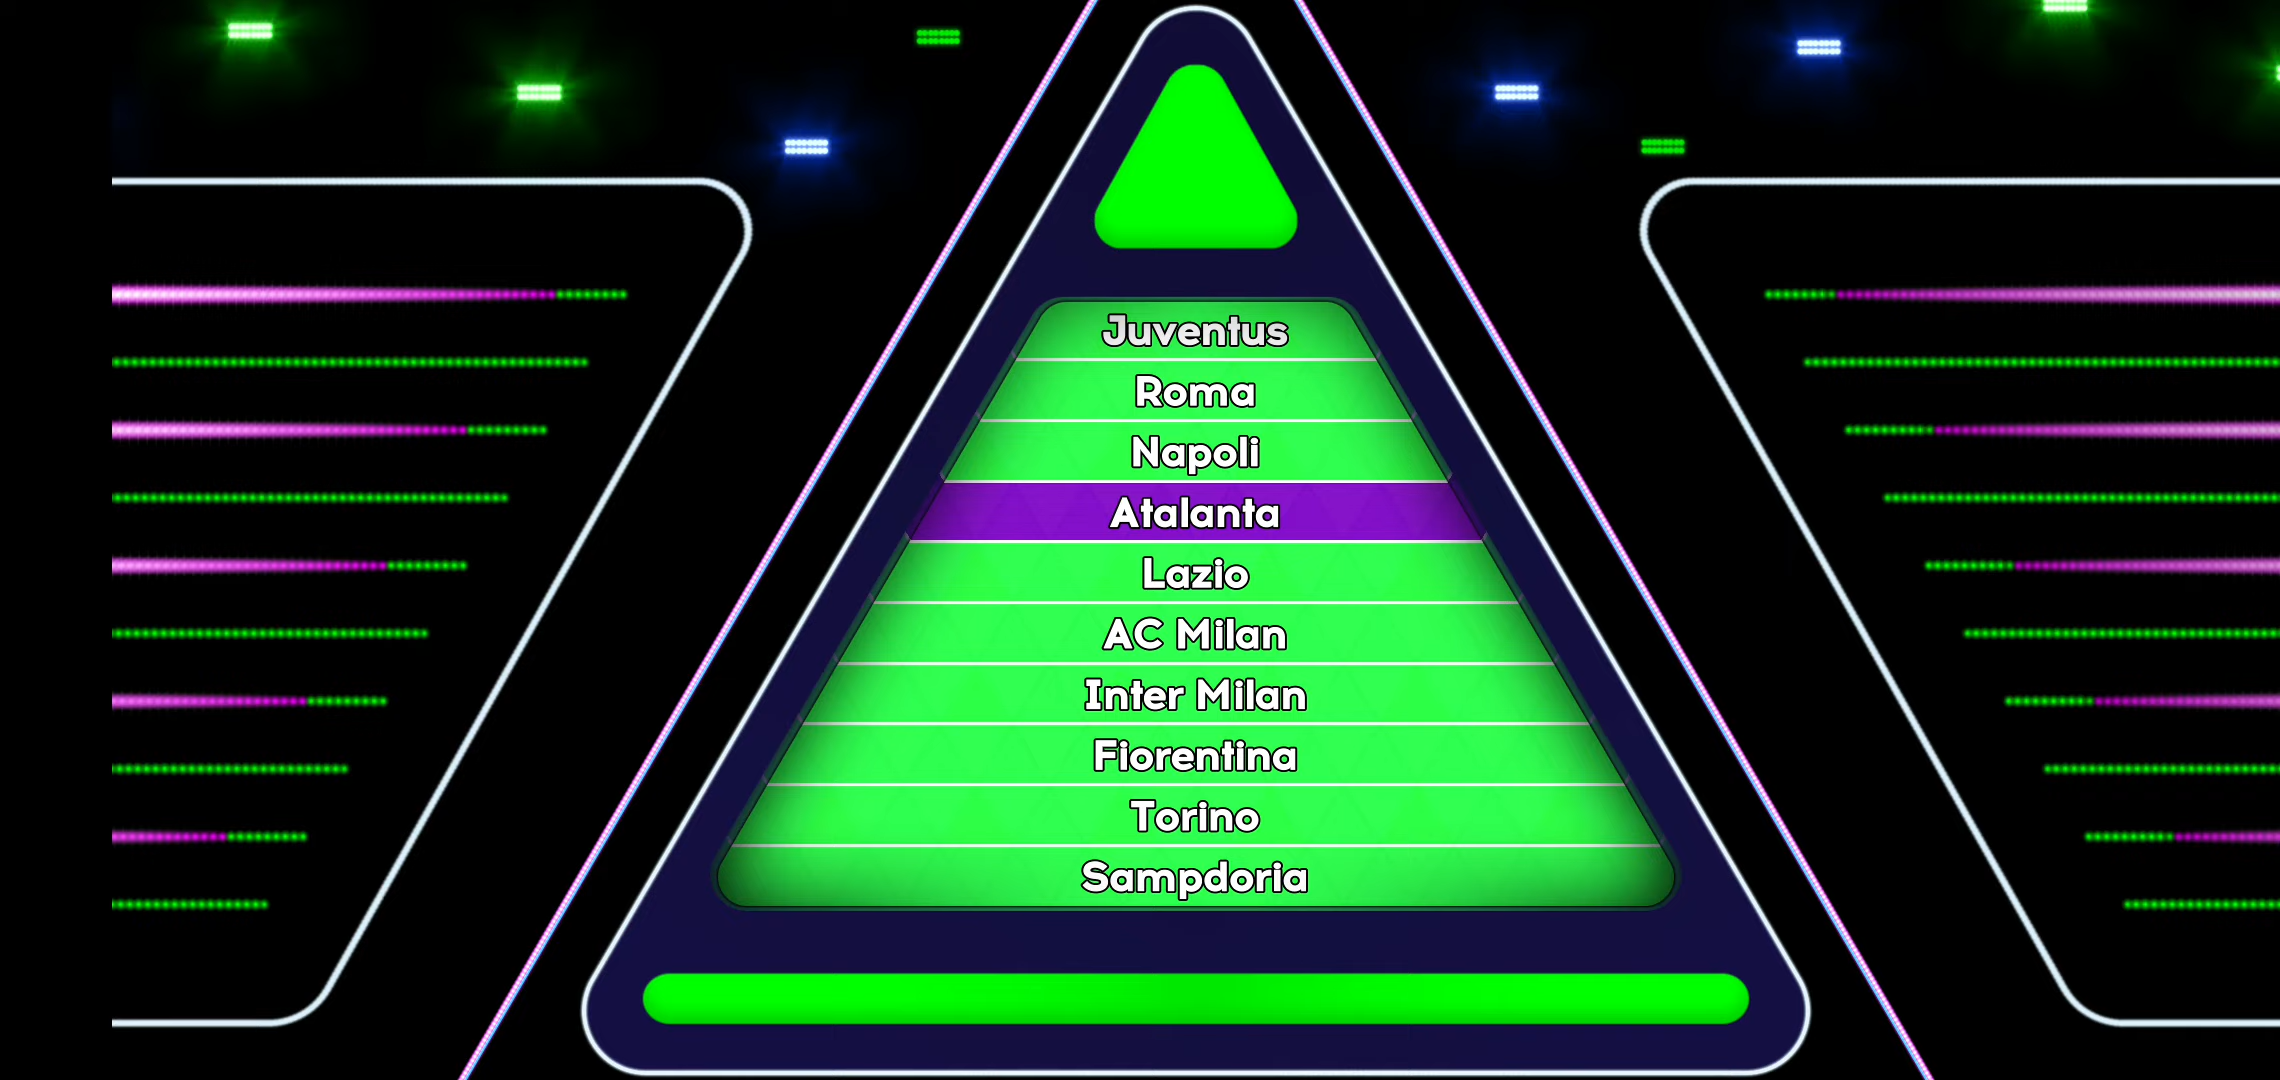 Juventus
Roma
Napoli
Atalanta
Lazio
AC Milan
Inter Milan
Fiorentina
Torino
Sampdoria